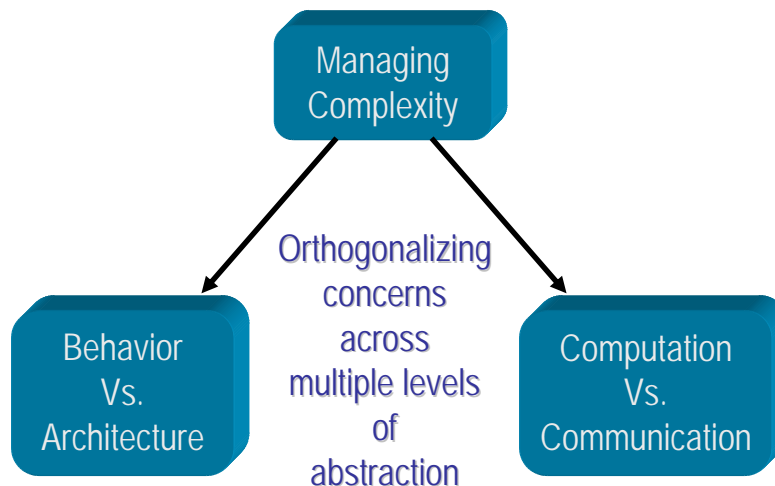 Managing
Complexity
Orthogonalizing
concerns
across
multiple levels
of
abstraction
Behavior
Vs.
Architecture
Computation
Vs.
Communication